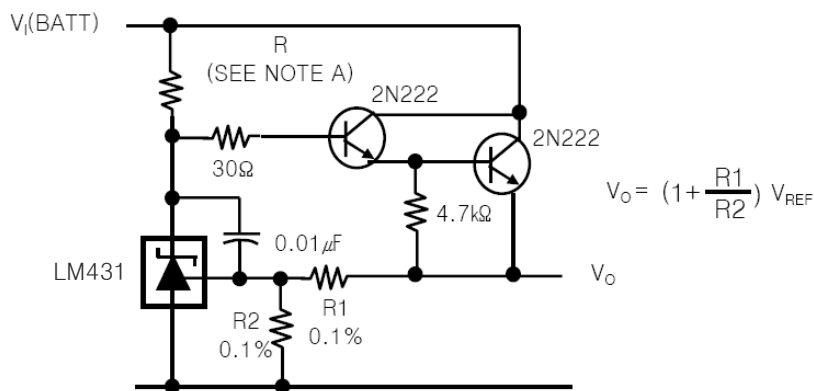 V_I(BATT)
R
(SEE NOTE A)
2N222
2N222
30Ω
4.7kΩ
V_O = (1+R1/R2) V_REF
0.01μF
LM431
V_O
R1
0.1%
R2
0.1%